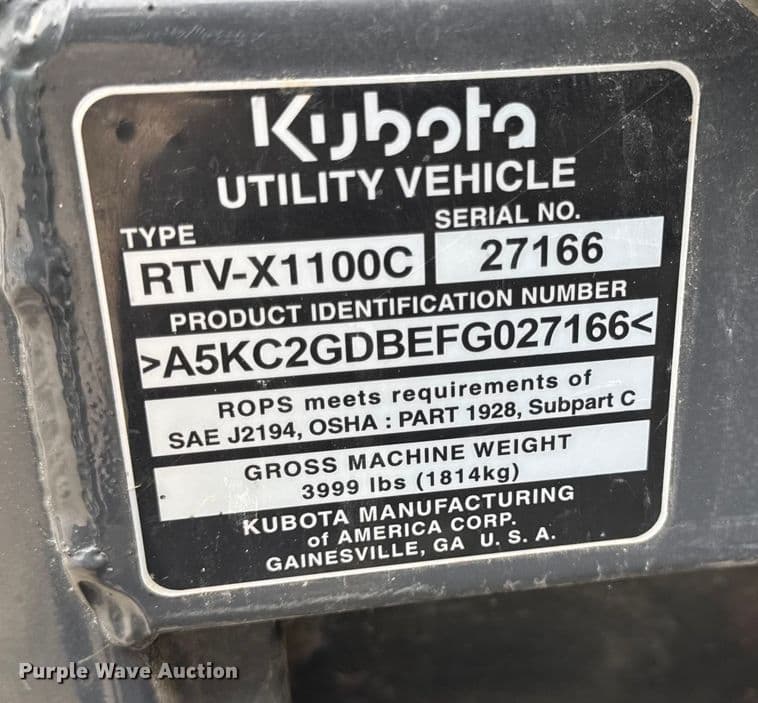 Kubota
UTILITY VEHICLE
TYPE
SERIAL NO.
RTV-X1100C
27166
PRODUCT IDENTIFICATION NUMBER
>A5KC2GDBEFG027166<
ROPS meets requirements of
SAE J2194, OSHA : PART 1928, Subpart C
GROSS MACHINE WEIGHT
3999 lbs (1814kg)
KUBOTA MANUFACTURING
of AMERICA CORP.
GAINESVILLE, GA U. S. A.
Purple Wave Auction